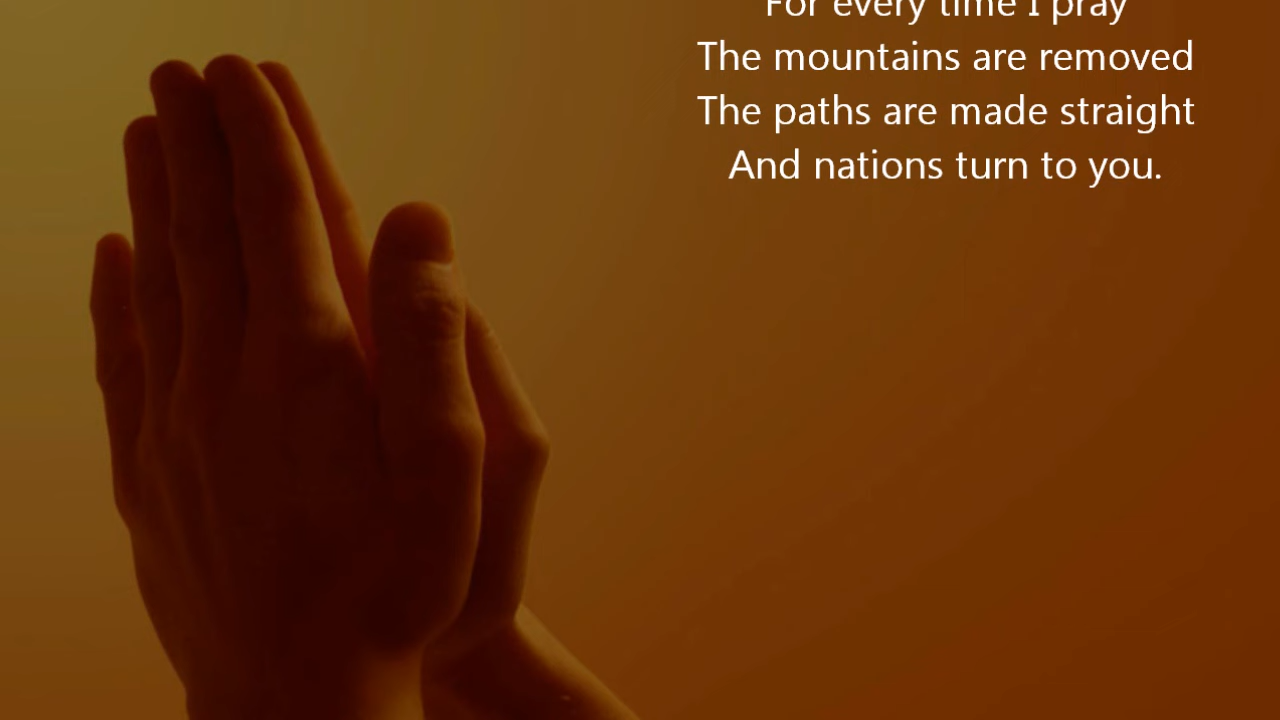 For every time I pray
The mountains are removed
The paths are made straight
And nations turn to you.